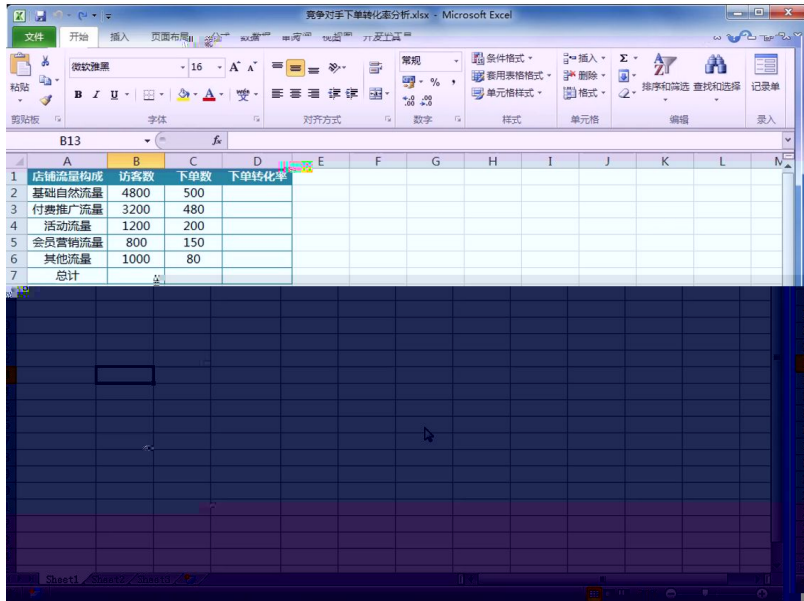 竞争对手下单转化率分析.xlsx - Microsoft Excel
文件 开始 插入 页面布局
粘贴 微软雅黑 16 A A 常规 条件格式 插入 Σ
套用表格格式 删除 排序和筛选 查找和选择 记录单
B I U A 变 % , 单元格样式 格式
剪贴板 字体 对齐方式 数字 样式 单元格 编辑 录入
B13 fx
A B C D E F G H I J K L
1 店铺流量构成 访客数 下单数 下单转化率
2 基础自然流量 4800 500
3 付费推广流量 3200 480
4 活动流量 1200 200
5 会员营销流量 800 150
6 其他流量 1000 80
7 总计
Sheet1 Sheet2 Sheet3